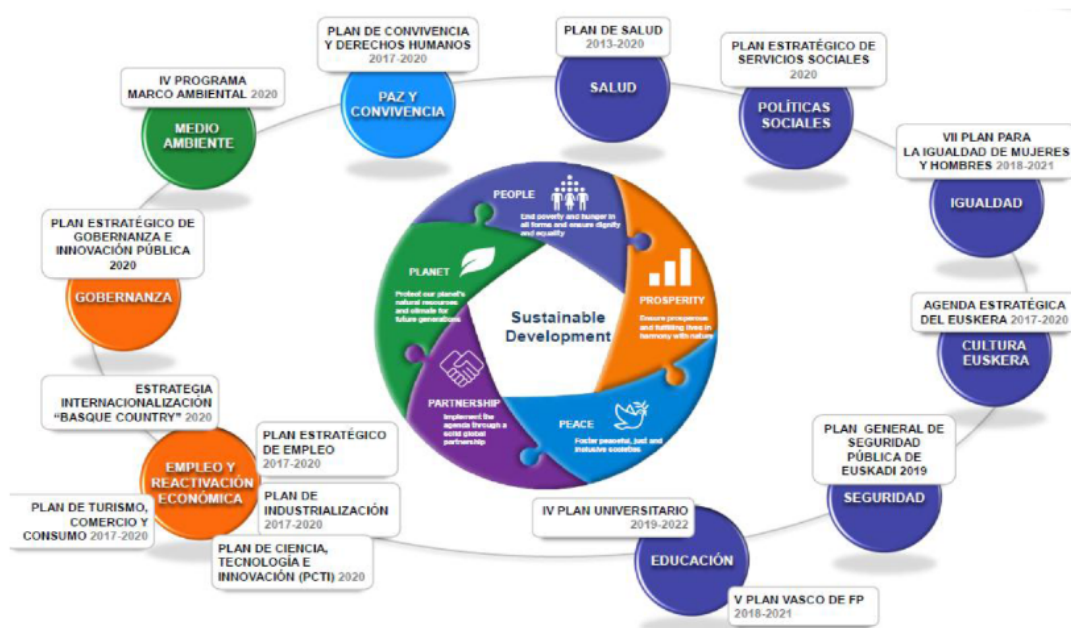 PLAN DE CONVIVENCIA
Y DERECHOS HUMANOS
2017-2020
PAZ Y
CONVIVENCIA
PLAN DE SALUD
2013-2020
SALUD
PLAN ESTRATÉGICO DE
SERVICIOS SOCIALES
2020
POLÍTICAS
SOCIALES
IV PROGRAMA
MARCO AMBIENTAL 2020
MEDIO
AMBIENTE
VII PLAN PARA
LA IGUALDAD DE MUJERES
Y HOMBRES 2018-2021
IGUALDAD
PLAN ESTRATÉGICO DE
GOBERNANZA E
INNOVACIÓN PÚBLICA
2020
GOBERNANZA
PEOPLE
End poverty and hunger in
all forms and ensure dignity
and equality
PLANET
Protect our planet's
natural resources
and climate for
future generations
PROSPERITY
Ensure prosperous
and fulfilling lives in
harmony with nature
Sustainable
Development
PARTNERSHIP
Implement the
agenda through a
solid global
partnership
PEACE
Foster peaceful, just and
inclusive societies
AGENDA ESTRATÉGICA
DEL EUSKERA 2017-2020
CULTURA
EUSKERA
ESTRATEGIA
INTERNACIONALIZACIÓN
“BASQUE COUNTRY” 2020
PLAN ESTRATÉGICO
DE EMPLEO
2017-2020
EMPLEO Y
REACTIVACIÓN
ECONÓMICA
PLAN DE
INDUSTRIALIZACIÓN
2017-2020
PLAN DE TURISMO,
COMERCIO Y
CONSUMO 2017-2020
PLAN DE CIENCIA,
TECNOLOGÍA E
INNOVACIÓN (PCTI) 2020
PLAN GENERAL DE
SEGURIDAD
PÚBLICA DE
EUSKADI 2019
SEGURIDAD
IV PLAN UNIVERSITARIO
2019-2022
EDUCACIÓN
V PLAN VASCO DE FP
2018-2021